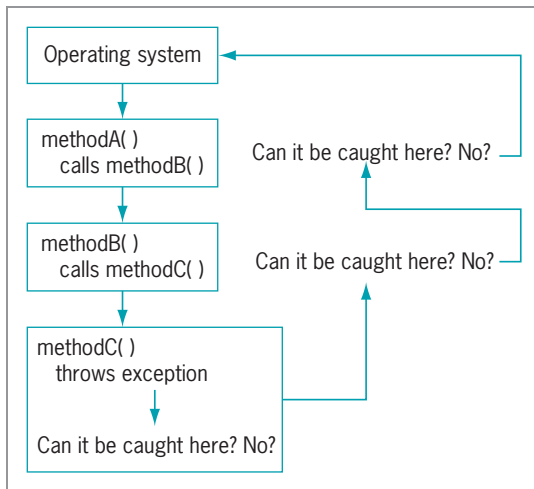 Operating system
methodA( )
calls methodB( )
methodB( )
calls methodC( )
methodC( )
throws exception
Can it be caught here? No?
Can it be caught here? No?
Can it be caught here? No?